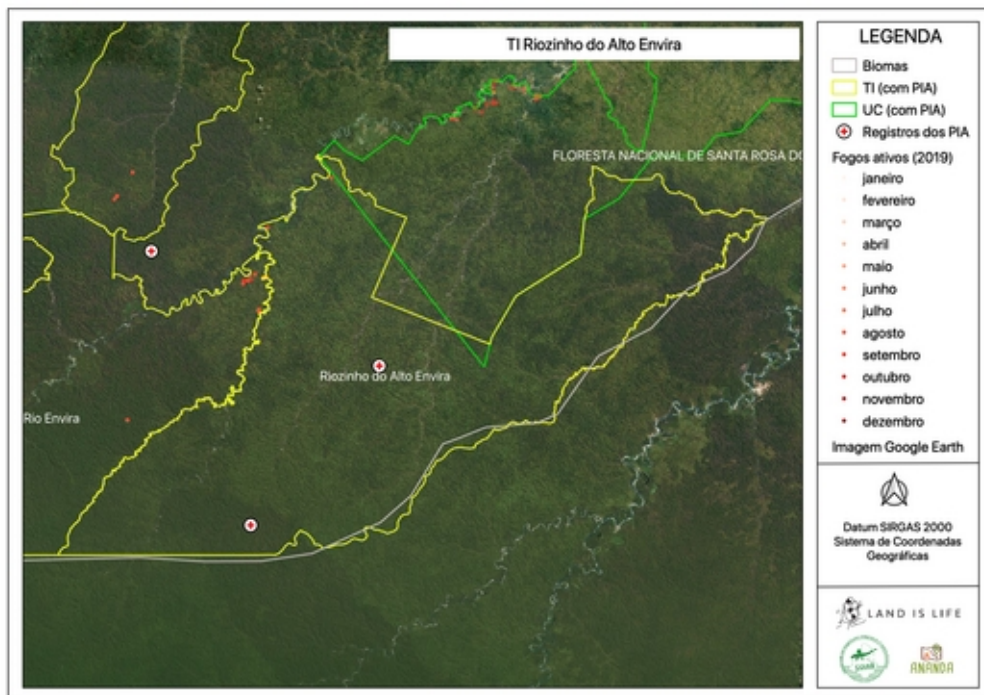 TI Riozinho do Alto Envira
FLORESTA NACIONAL DE SANTA ROSA DO
Riozinho do Alto Envira
Rio Envira
LEGENDA
Biomas
TI (com PIA)
UC (com PIA)
Registros dos PIA
Fogos ativos (2019)
janeiro
fevereiro
março
abril
maio
junho
julho
agosto
setembro
outubro
novembro
dezembro
Imagem Google Earth
Datum SIRGAS 2000
Sistema de Coordenadas
Geográficas
LAND IS LIFE
ANANDA